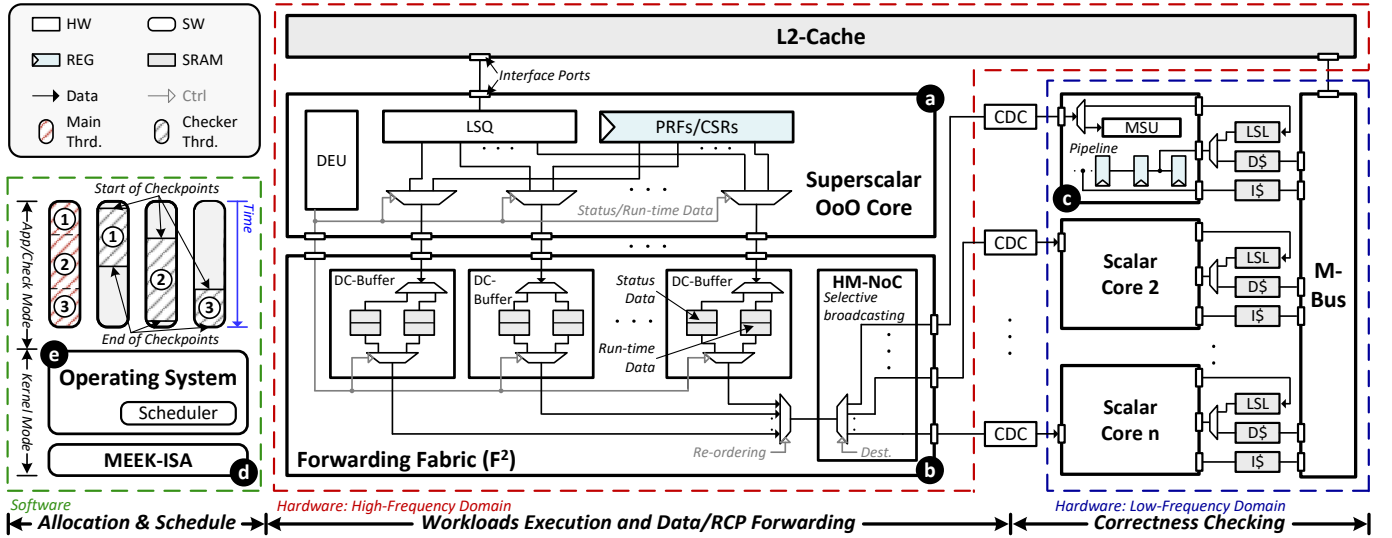 HW
SW
REG
SRAM
Data
Ctrl
Main
Thrd.
Checker
Thrd.
L2-Cache
Interface Ports
a
LSQ
PRFs/CSRs
DEU
. . .
. . .
Superscalar
OoO Core
Status/Run-time Data
. . .
CDC
CDC
CDC
MSU
Pipeline
LSL
D$
I$
c
Scalar
Core 2
LSL
D$
I$
M-
Bus
Scalar
Core n
LSL
D$
I$
Start of Checkpoints
App/Check Mode
Kernel Mode
1
2
3
1
2
3
Time
End of Checkpoints
e
Operating System
Scheduler
MEEK-ISA
d
DC-Buffer
DC-
Buffer
DC-Buffer
Status
Data
. . . .
Run-time
Data
HM-NoC
Selective
broadcasting
Re-ordering
Dest.
Forwarding Fabric (F²)
b
Software
Hardware: High-Frequency Domain
Hardware: Low-Frequency Domain
Allocation & Schedule
Workloads Execution and Data/RCP Forwarding
Correctness Checking